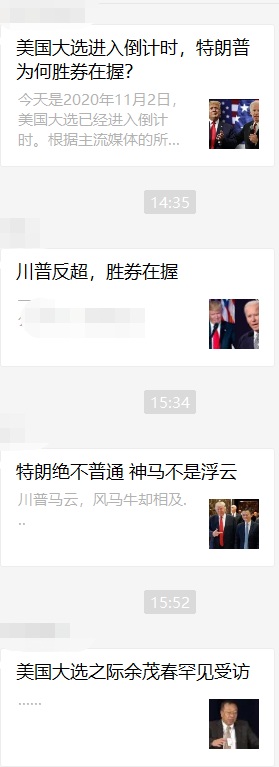 美国大选进入倒计时，特朗普
为何胜券在握?
今天是2020年11月2日，
美国大选已经进入倒计
时。根据主流媒体的所...
14:35
川普反超，胜券在握
15:34
特朗绝不普通 神马不是浮云
川普马云，风马牛却相及.
..
15:52
美国大选之际余茂春罕见受访
......